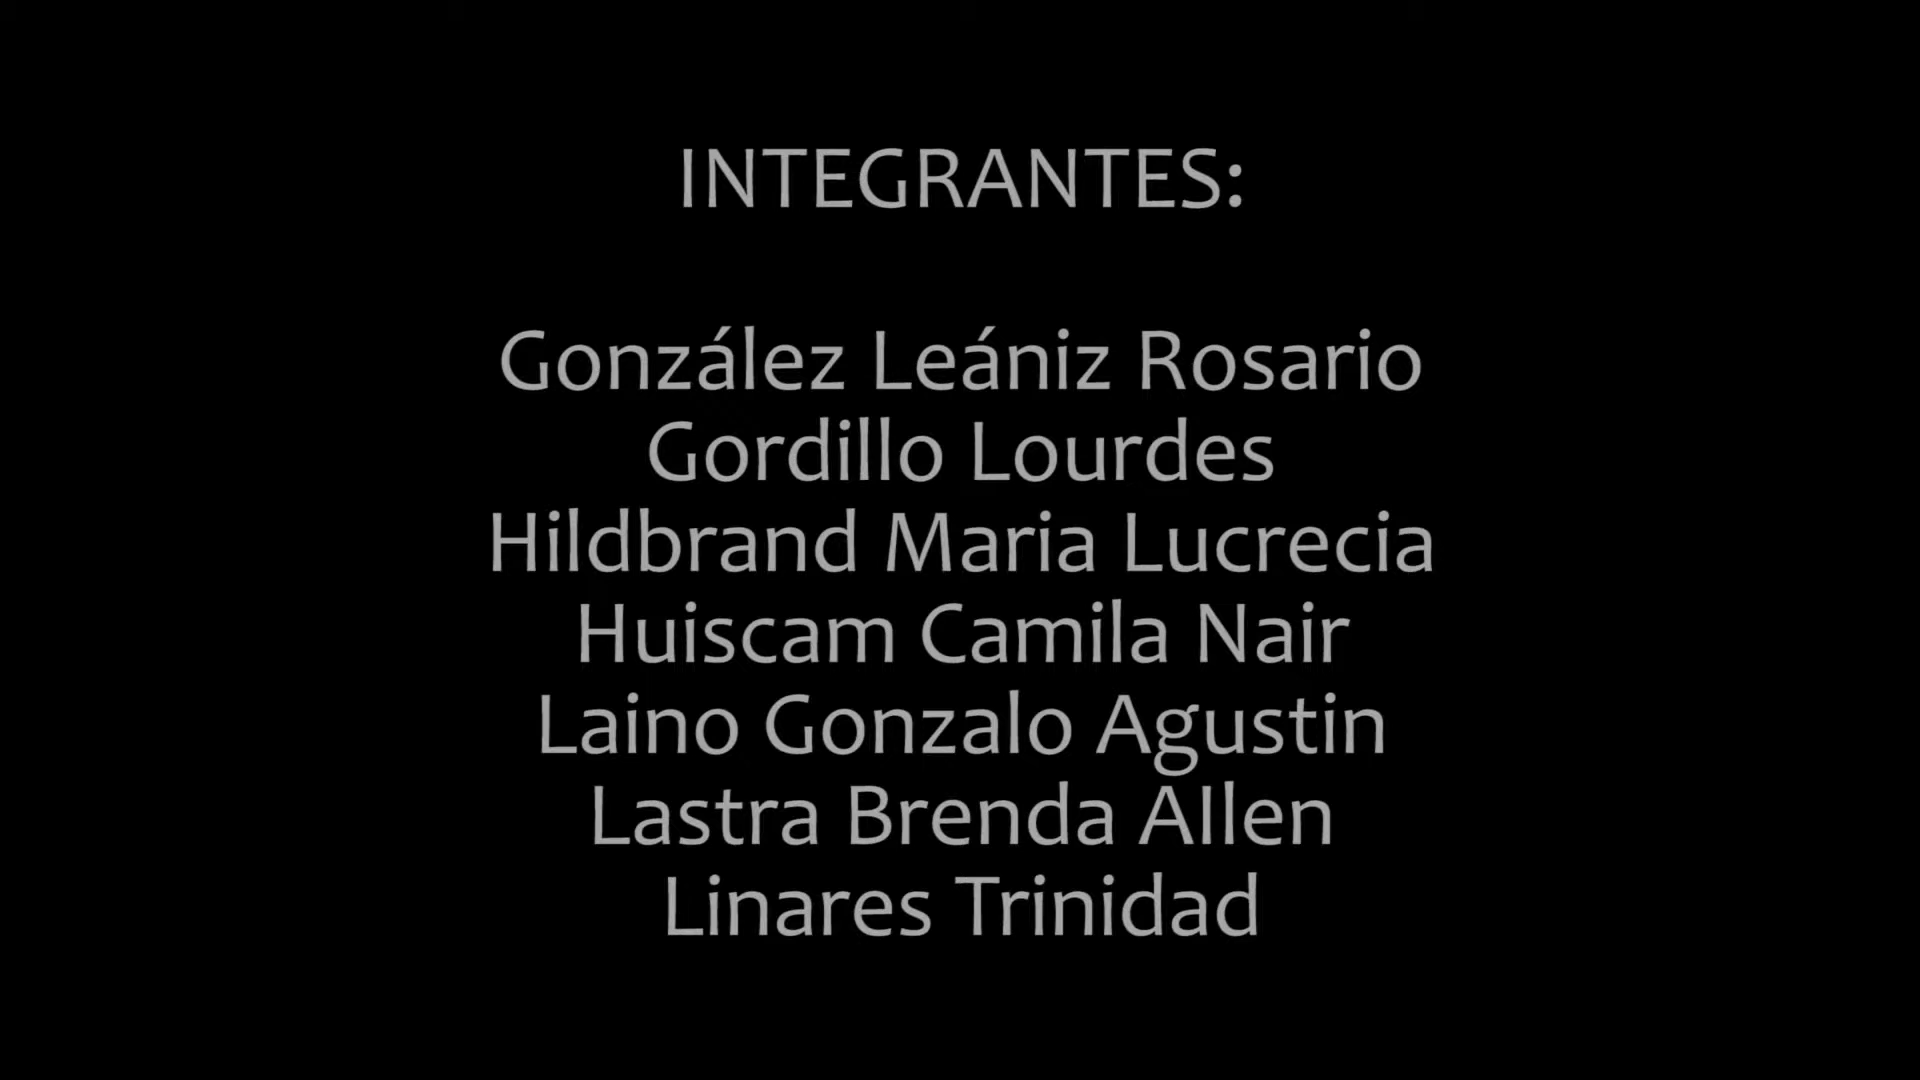 INTEGRANTES:
González Leániz Rosario
Gordillo Lourdes
Hildbrand Maria Lucrecia
Huiscam Camila Nair
Laino Gonzalo Agustin
Lastra Brenda AIlen
Linares Trinidad